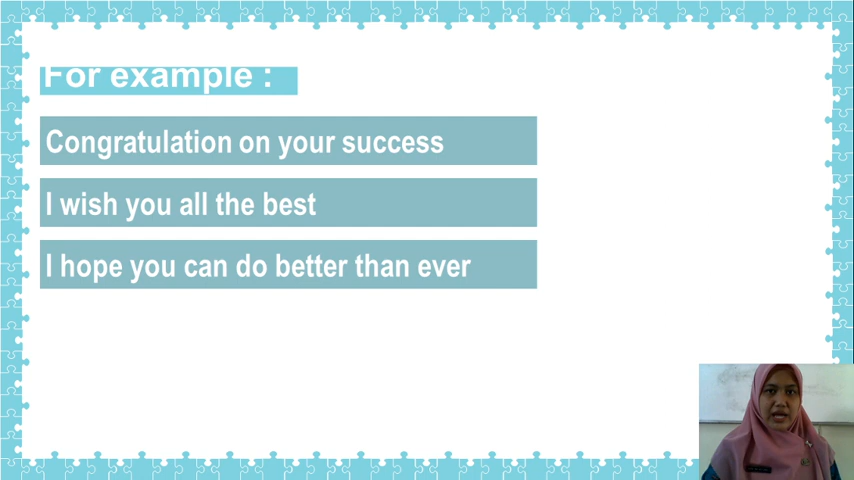 For example :
Congratulation on your success
I wish you all the best
I hope you can do better than ever